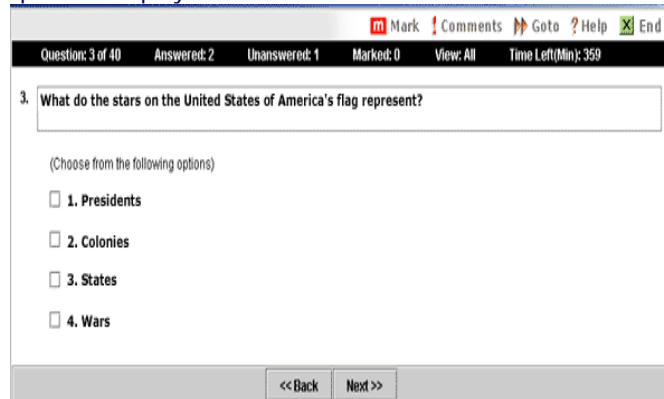 m Mark ! Comments Goto ? Help X End
Question: 3 of 40 Answered: 2 Unanswered: 1 Marked: 0 View: All Time Left(Min): 359
3. What do the stars on the United States of America's flag represent?
(Choose from the following options)
1. Presidents
2. Colonies
3. States
4. Wars
<< Back Next >>